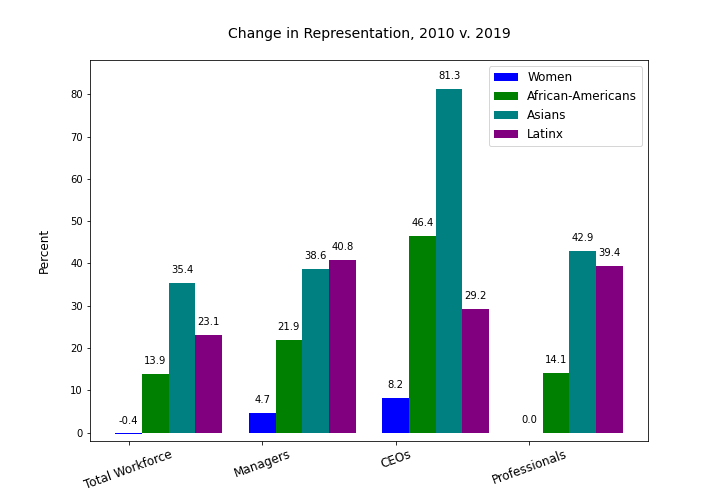 Change in Representation, 2010 v. 2019
Women
African-Americans
Asians
Latinx
Percent
80
70
60
50
40
30
20
10
0
-0.4
13.9
35.4
23.1
4.7
21.9
38.6
40.8
8.2
46.4
81.3
29.2
0.0
14.1
42.9
39.4
Total Workforce
Managers
CEOs
Professionals